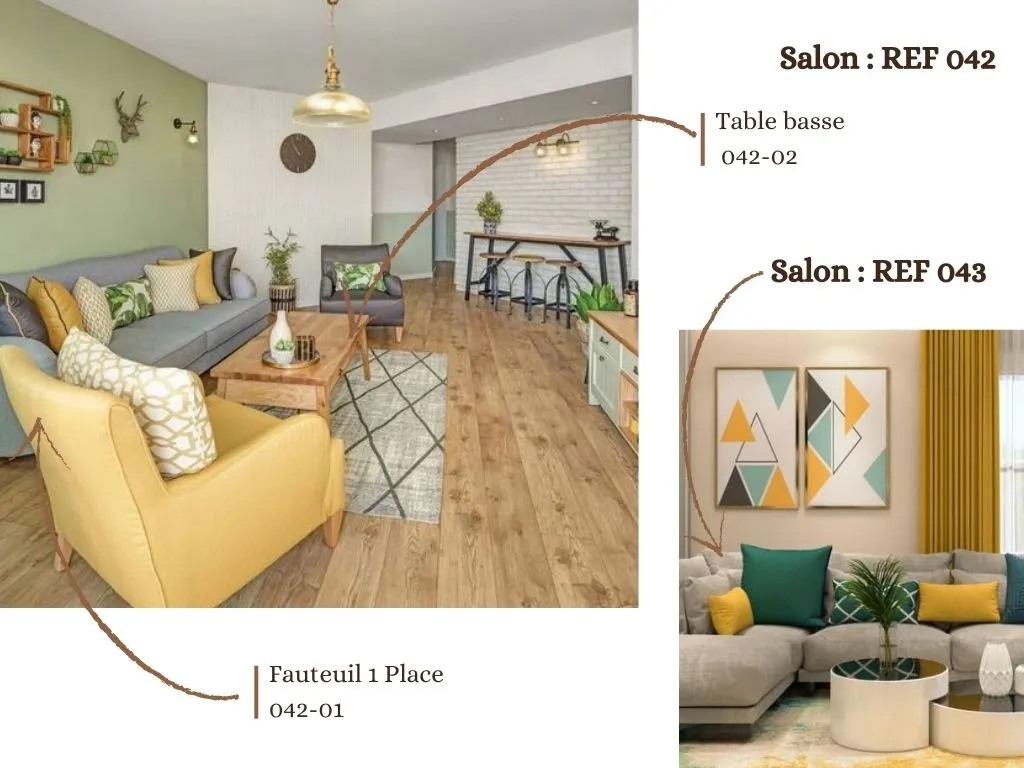 Salon : REF 042
Table basse
042-02
Salon : REF 043
Fauteuil 1 Place
042-01